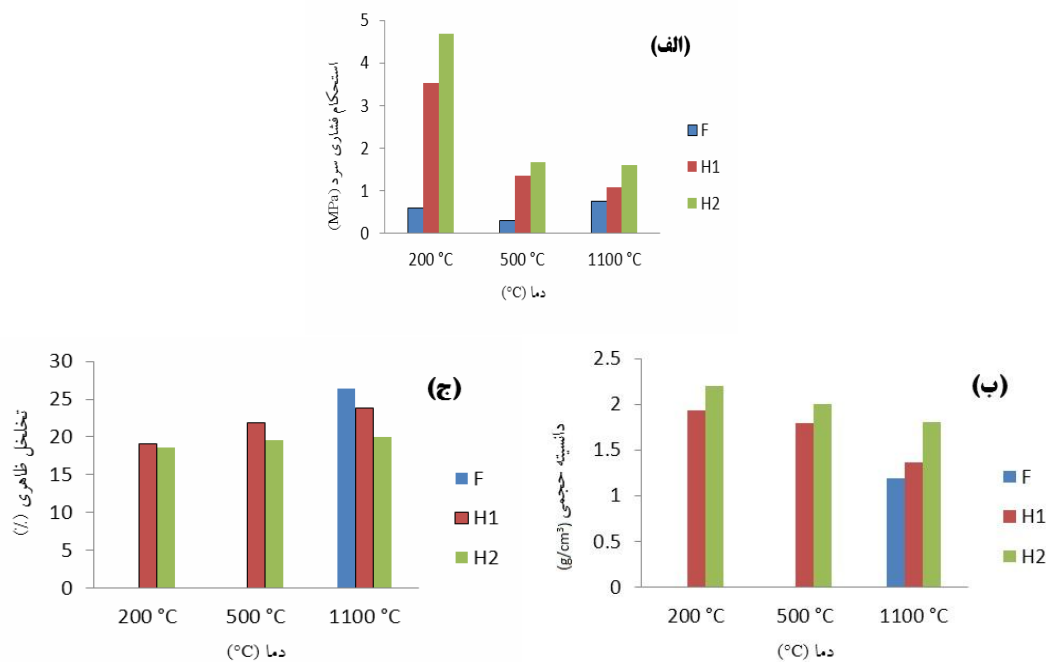 (الف)
استحکام فشاری سرد (MPa)
5
4
3
2
1
0
200 °C
500 °C
1100 °C
دما (°C)
F
H1
H2
(ب)
دانسیته حجمی (g/cm³)
2.5
2
1.5
1
0.5
0
200 °C
500 °C
1100 °C
دما (°C)
F
H1
H2
(ج)
تخلخل ظاهری (٪)
30
25
20
15
10
5
0
200 °C
500 °C
1100 °C
دما (°C)
F
H1
H2